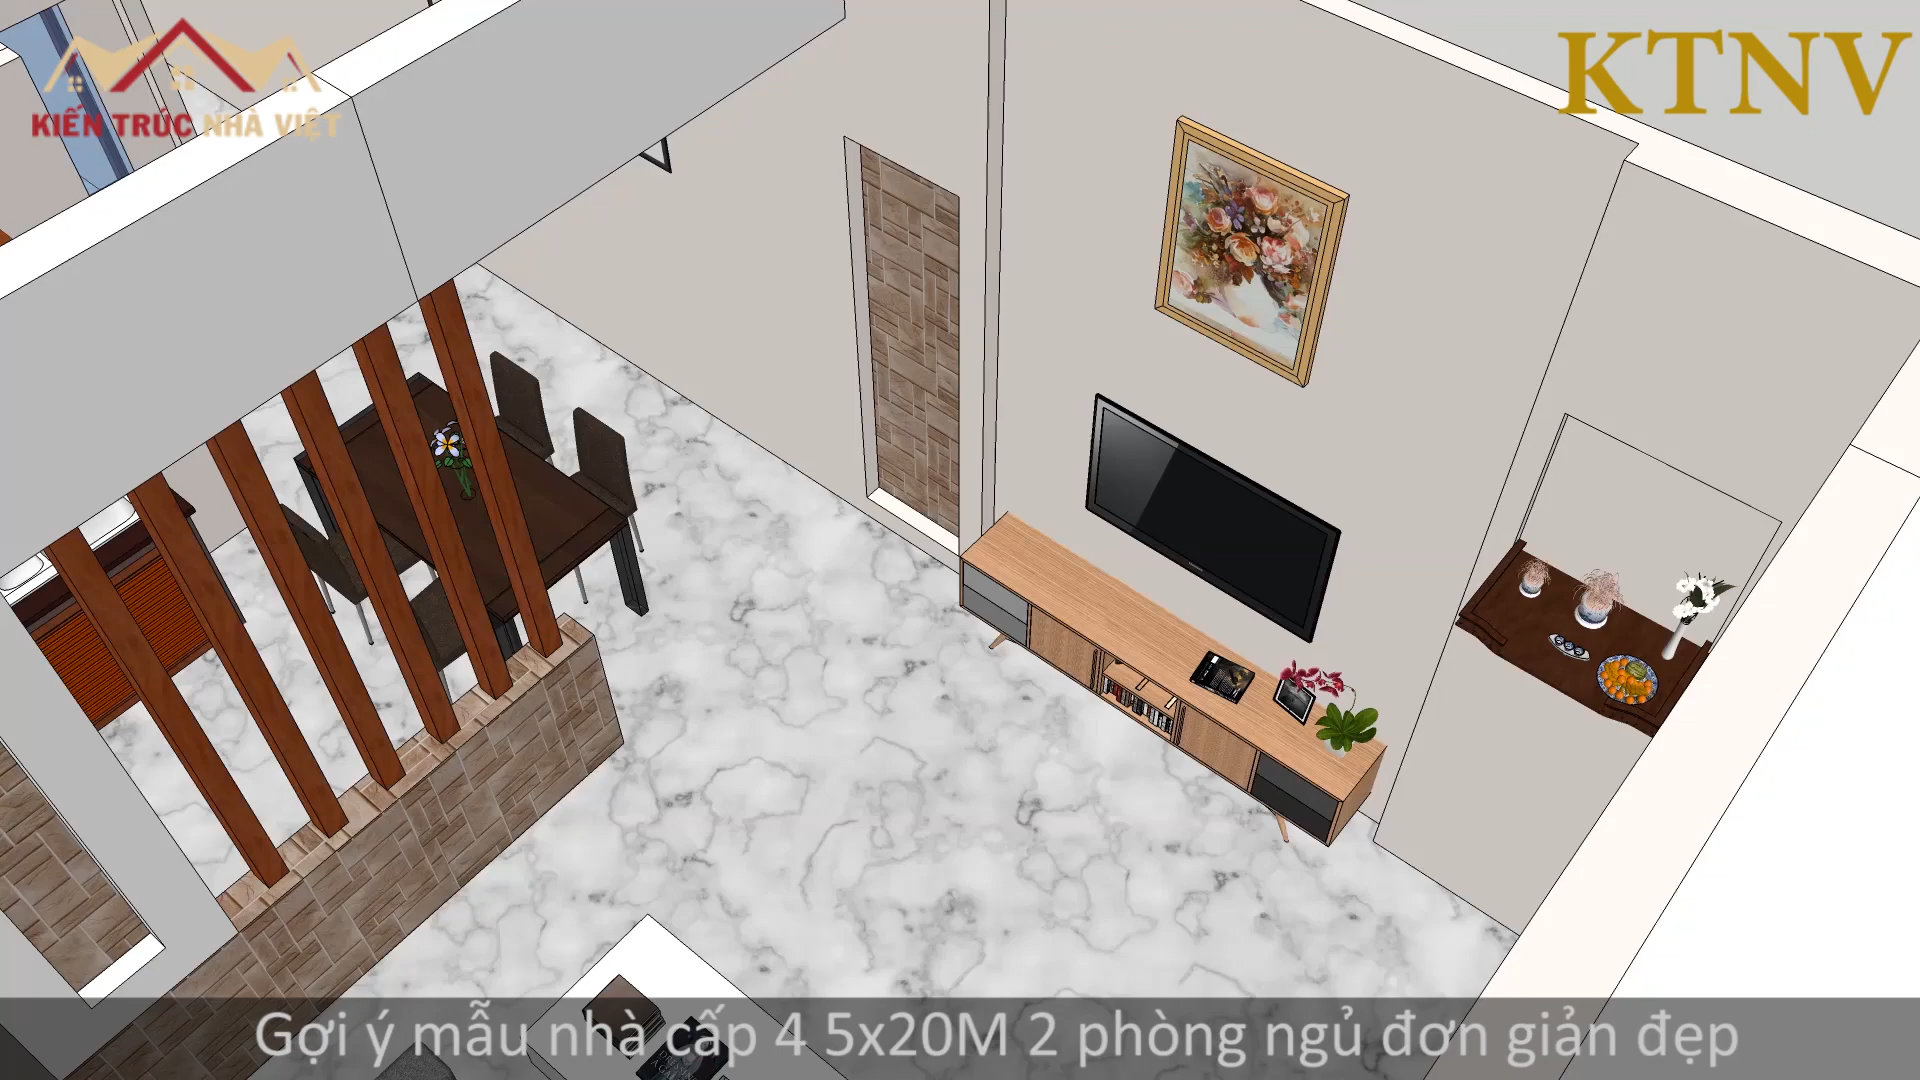 KIẾN TRÚC NHÀ VIỆT
KTNV
Gợi ý mẫu nhà cấp 4 5x20M 2 phòng ngủ đơn giản đẹp